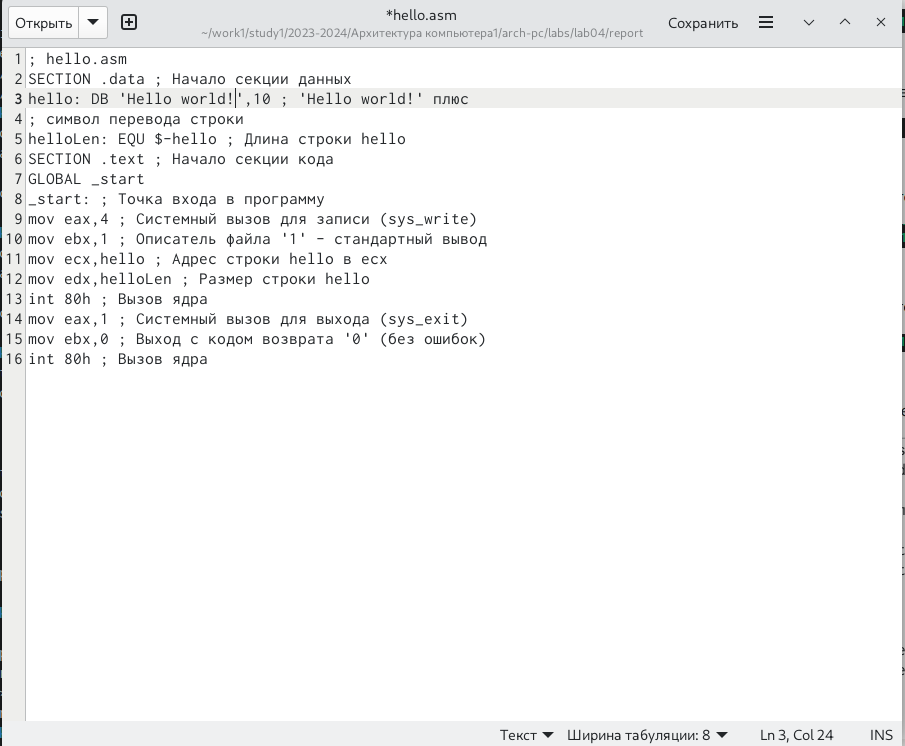 Открыть
*hello.asm
~/work1/study1/2023-2024/Архитектура компьютера1/arch-pc/labs/lab04/report
Сохранить
1 ; hello.asm
2 SECTION .data ; Начало секции данных
3 hello: DB 'Hello world!',10 ; 'Hello world!' плюс
4 ; символ перевода строки
5 helloLen: EQU $-hello ; Длина строки hello
6 SECTION .text ; Начало секции кода
7 GLOBAL _start
8 _start: ; Точка входа в программу
9 mov eax,4 ; Системный вызов для записи (sys_write)
10 mov ebx,1 ; Описатель файла '1' - стандартный вывод
11 mov ecx,hello ; Адрес строки hello в ecx
12 mov edx,helloLen ; Размер строки hello
13 int 80h ; Вызов ядра
14 mov eax,1 ; Системный вызов для выхода (sys_exit)
15 mov ebx,0 ; Выход с кодом возврата '0' (без ошибок)
16 int 80h ; Вызов ядра
Текст Ширина табуляции: 8 Ln 3, Col 24 INS